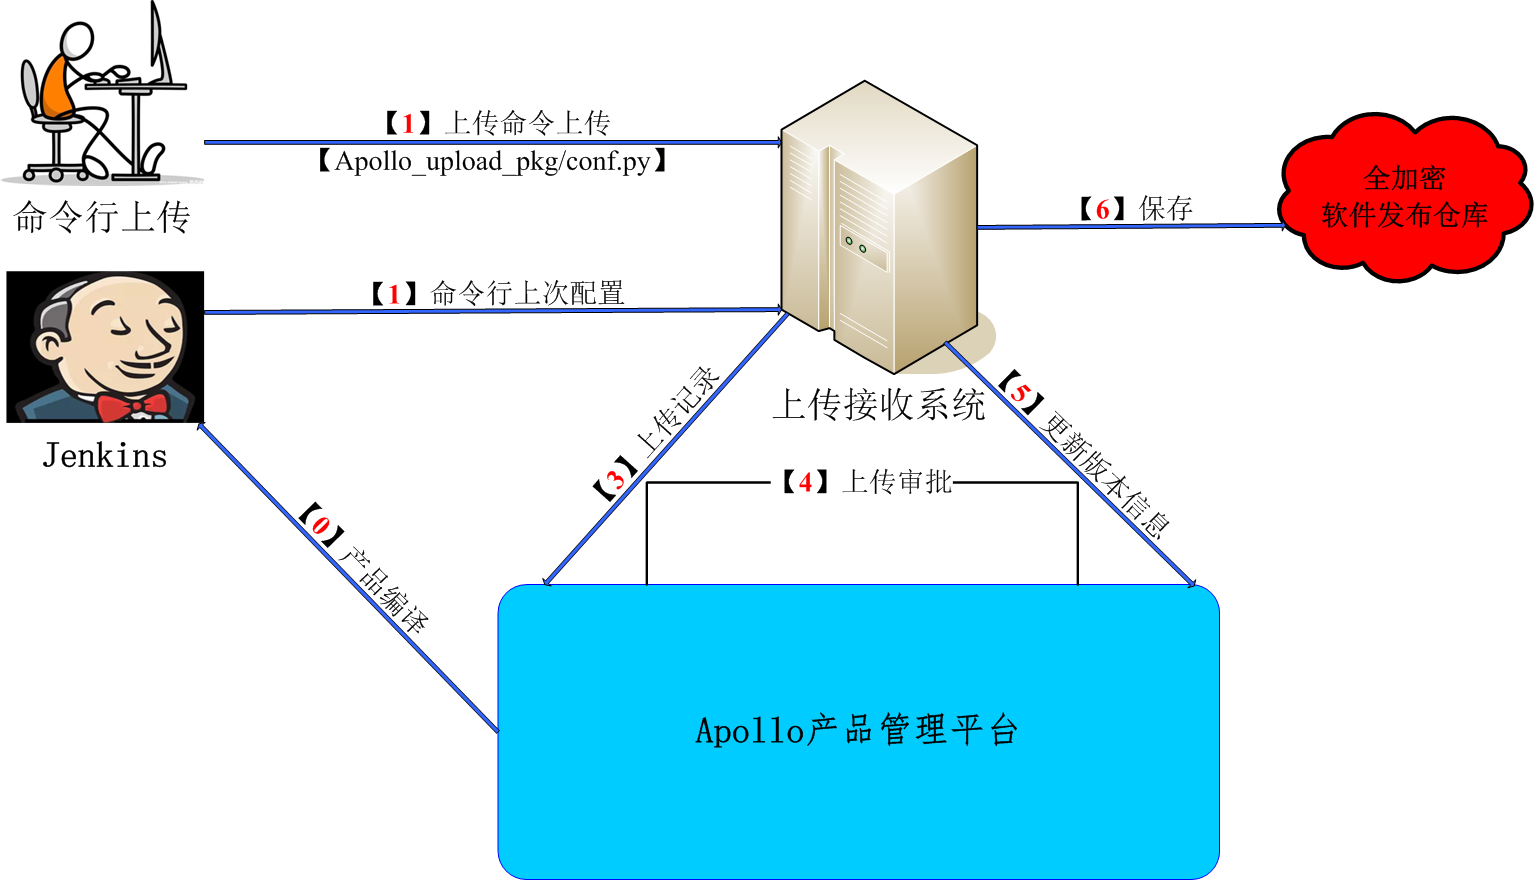 【1】上传命令上传
【Apollo_upload_pkg/conf.py】
命令行上传
全加密
软件发布仓库
【6】保存
【1】命令行上次配置
上传接收系统
Jenkins
【3】上传记录
【5】更新版本信息
【4】上传审批
【0】产品编译
Apollo产品管理平台